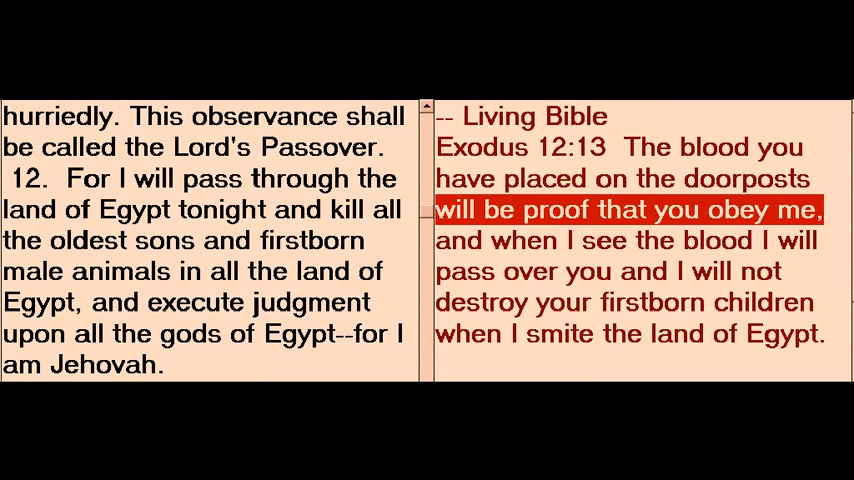 hurriedly. This observance shall
be called the Lord's Passover.
12.  For I will pass through the
land of Egypt tonight and kill all
the oldest sons and firstborn
male animals in all the land of
Egypt, and execute judgment
upon all the gods of Egypt--for I
am Jehovah.
-- Living Bible
Exodus 12:13  The blood you
have placed on the doorposts
will be proof that you obey me,
and when I see the blood I will
pass over you and I will not
destroy your firstborn children
when I smite the land of Egypt.